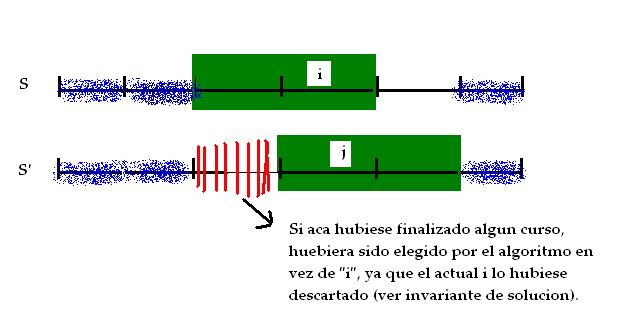 S
i
S'
j
Si aca hubiese finalizado algun curso,
huebiera sido elegido por el algoritmo en
vez de "i", ya que el actual i lo hubiese
descartado (ver invariante de solucion).